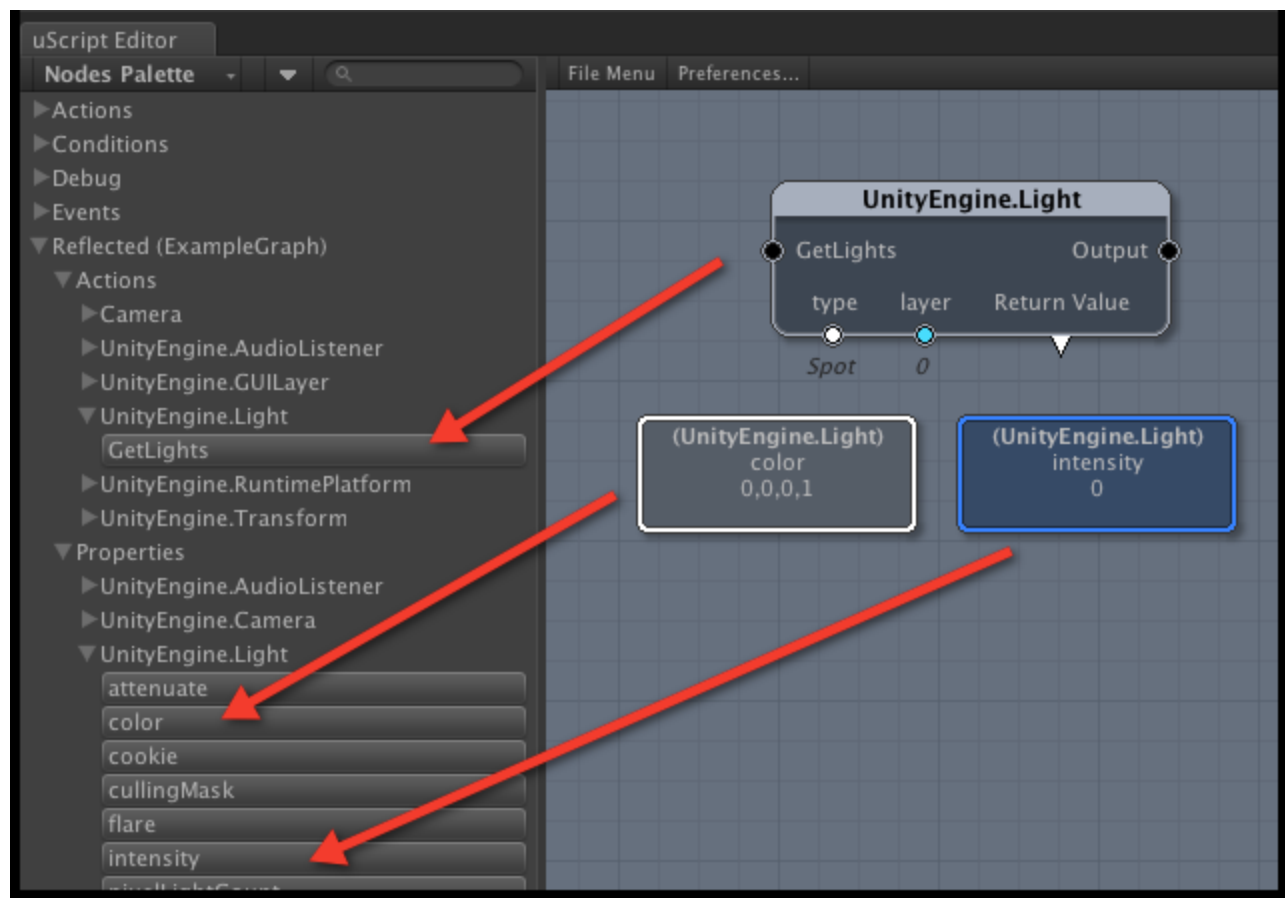 uScript Editor
Nodes Palette
File Menu
Preferences...
Actions
Conditions
Debug
Events
Reflected (ExampleGraph)
Actions
Camera
UnityEngine.AudioListener
UnityEngine.GUILayer
UnityEngine.Light
GetLights
UnityEngine.RuntimePlatform
UnityEngine.Transform
Properties
UnityEngine.AudioListener
UnityEngine.Camera
UnityEngine.Light
attenuate
color
cookie
cullingMask
flare
intensity
pixelLightCount
UnityEngine.Light
GetLights Output
type layer Return Value
Spot 0
(UnityEngine.Light)
color
0,0,0,1
(UnityEngine.Light)
intensity
0